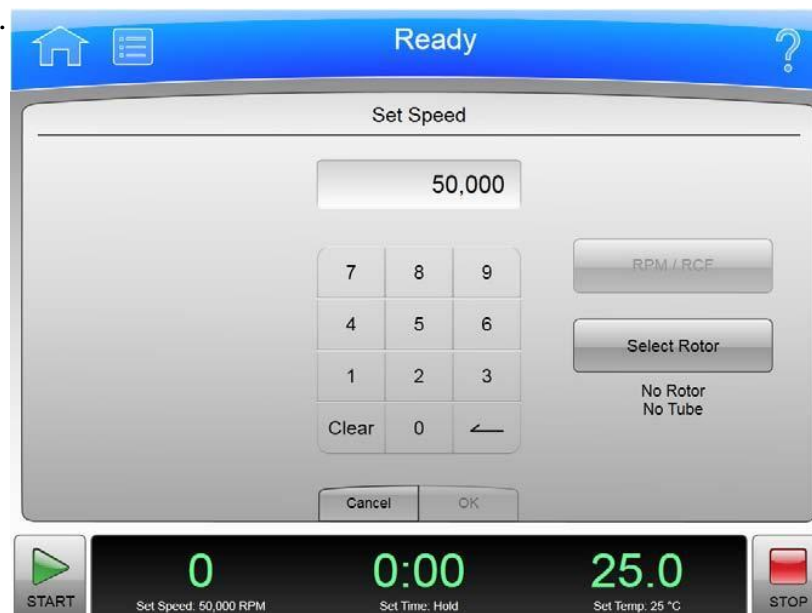 Ready
?
Set Speed
50,000
7 8 9
4 5 6
1 2 3
Clear 0
RPM / RCF
Select Rotor
No Rotor
No Tube
Cancel OK
START
0 0:00 25.0
Set Speed: 50,000 RPM Set Time: Hold Set Temp: 25 °C
STOP